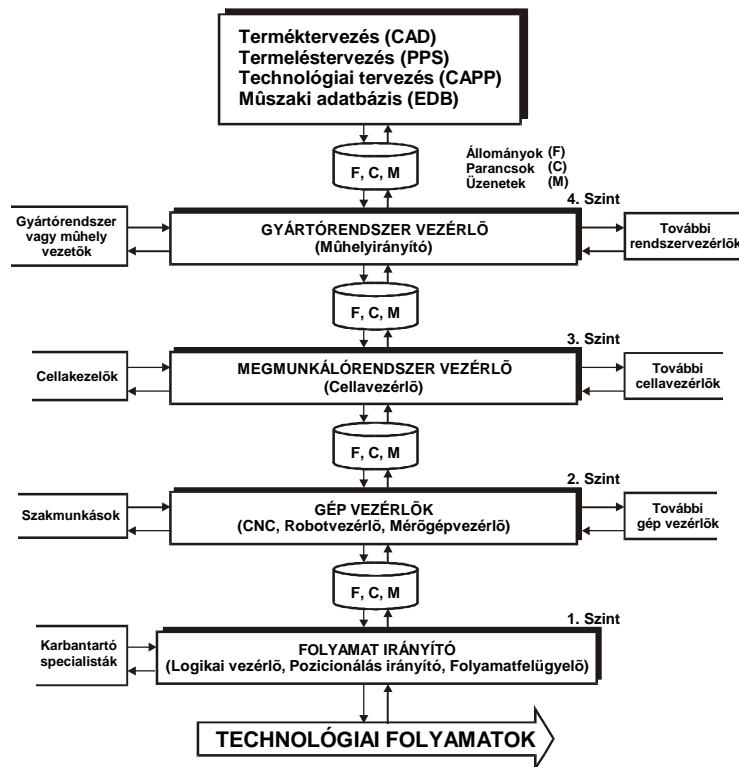 Terméktervezés (CAD)
Termeléstervezés (PPS)
Technológiai tervezés (CAPP)
Mûszaki adatbázis (EDB)
F, C, M
Állományok (F)
Parancsok (C)
Üzenetek (M)
4. Szint
Gyártórendszer
vagy mûhely
vezetõk
GYÁRTÓRENDSZER VEZÉRLÕ
(Mûhelyirányító)
További
rendszervezérlõk
F, C, M
3. Szint
Cellakezelõk
MEGMUNKÁLÓRENDSZER VEZÉRLÕ
(Cellavezérlõ)
További
cellavezérlõk
F, C, M
2. Szint
Szakmunkások
GÉP VEZÉRLÕK
(CNC, Robotvezérlõ, Mérõgépvezérlõ)
További
gép vezérlõk
F, C, M
1. Szint
Karbantartó
specialisták
FOLYAMAT IRÁNYÍTÓ
(Logikai vezérlõ, Pozicionálás irányító, Folyamatfelügyelõ)
TECHNOLÓGIAI FOLYAMATOK